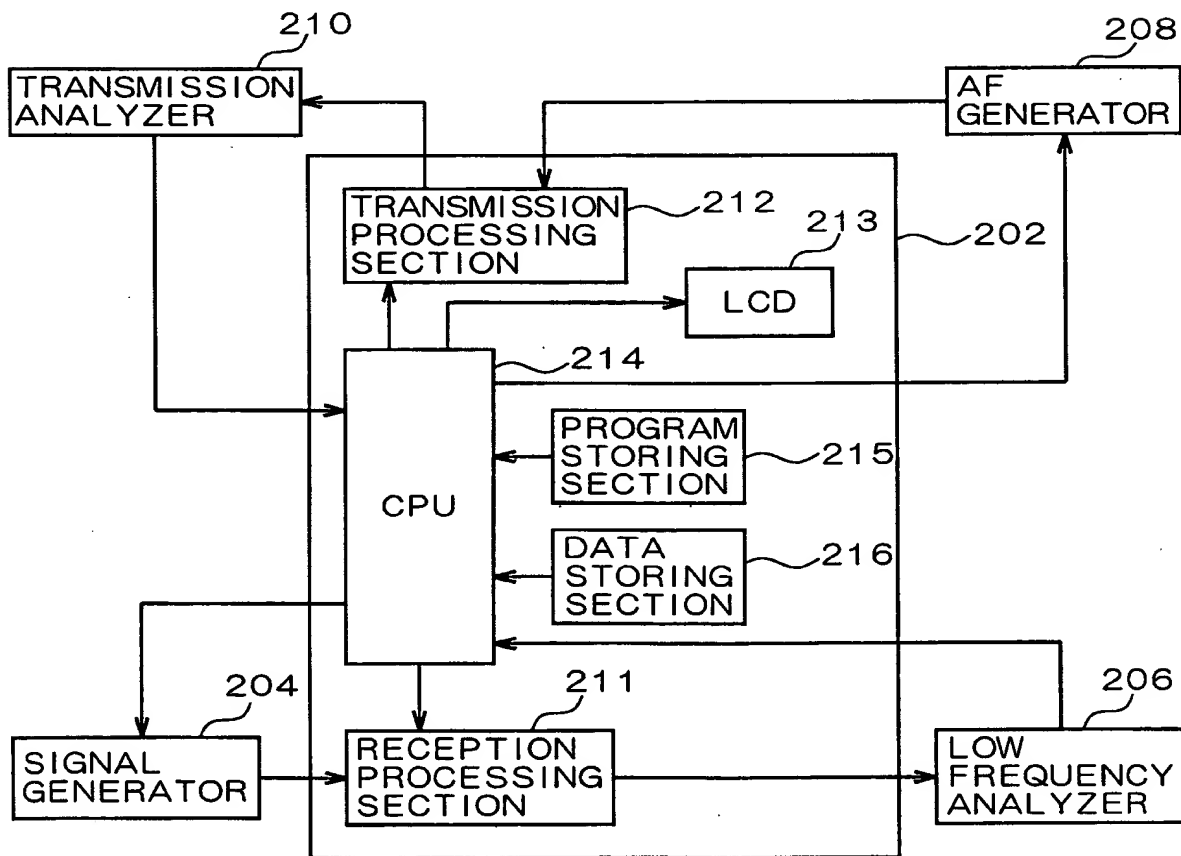 210
TRANSMISSION
ANALYZER
208
AF
GENERATOR
TRANSMISSION
PROCESSING
SECTION
212
213
202
LCD
214
CPU
PROGRAM
STORING
SECTION
215
DATA
STORING
SECTION
216
204
SIGNAL
GENERATOR
211
RECEPTION
PROCESSING
SECTION
206
LOW
FREQUENCY
ANALYZER